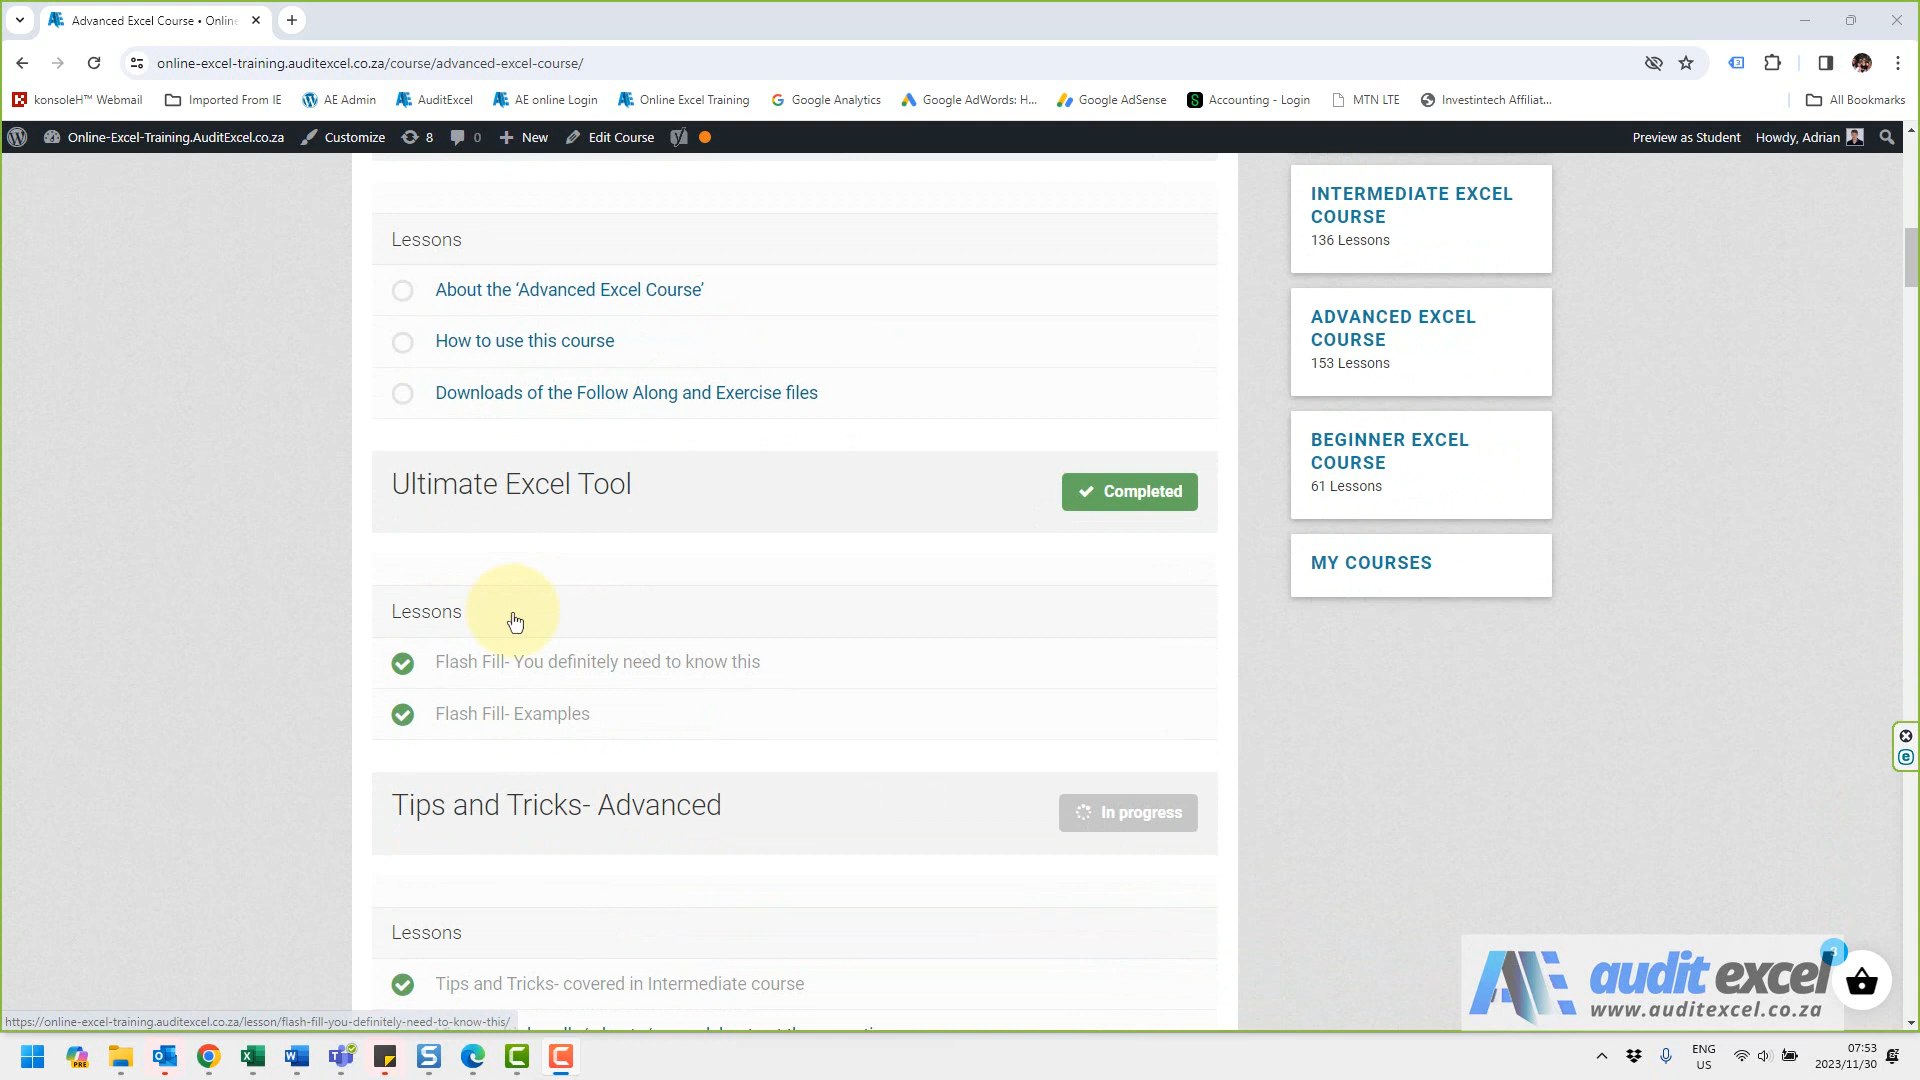 Advanced Excel Course • Online
online-excel-training.auditexcel.co.za/course/advanced-excel-course/
konsoleH™ Webmail
Imported From IE
AE Admin
AuditExcel
AE online Login
Online Excel Training
Google Analytics
Google AdWords: H...
Google AdSense
Accounting - Login
MTN LTE
Investintech Affiliat...
All Bookmarks
Online-Excel-Training.AuditExcel.co.za
Customize
8
0
New
Edit Course
Preview as Student
Howdy, Adrian
Lessons
About the ‘Advanced Excel Course’
How to use this course
Downloads of the Follow Along and Exercise files
Ultimate Excel Tool
Completed
Lessons
Flash Fill- You definitely need to know this
Flash Fill- Examples
Tips and Tricks- Advanced
In progress
Lessons
Tips and Tricks- covered in Intermediate course
INTERMEDIATE EXCEL
COURSE
136 Lessons
ADVANCED EXCEL
COURSE
153 Lessons
BEGINNER EXCEL
COURSE
61 Lessons
MY COURSES
3
AE audit excel
www.auditexcel.co.za
https://online-excel-training.auditexcel.co.za/lesson/flash-fill-you-definitely-need-to-know-this/
PRE
ENG
US
07:53
2023/11/30